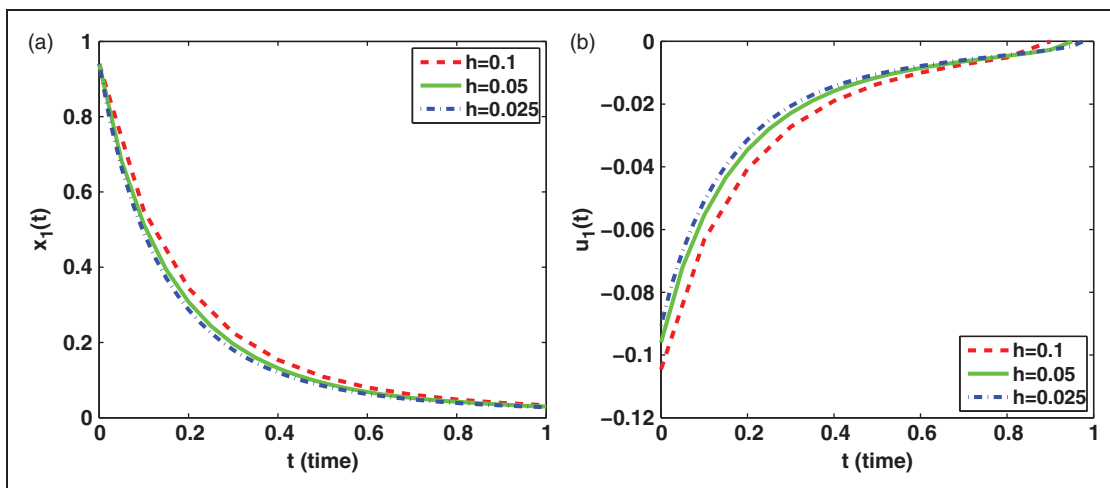 (a)
1
0.8
0.6
0.4
0.2
0
x1(t)
0 0.2 0.4 0.6 0.8 1
t (time)
h=0.1
h=0.05
h=0.025
(b)
0
−0.02
−0.04
−0.06
−0.08
−0.1
−0.12
u1(t)
0 0.2 0.4 0.6 0.8 1
t (time)
h=0.1
h=0.05
h=0.025